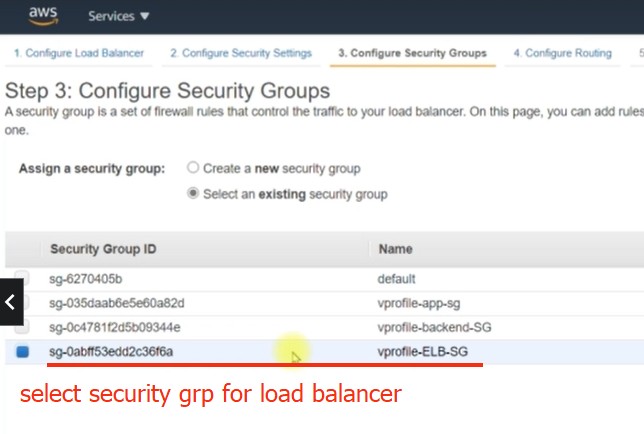 aws Services ▼
1. Configure Load Balancer 2. Configure Security Settings 3. Configure Security Groups 4. Configure Routing 5
Step 3: Configure Security Groups
A security group is a set of firewall rules that control the traffic to your load balancer. On this page, you can add rules
one.
Assign a security group: Create a new security group
Select an existing security group
Security Group ID Name
sg-6270405b default
sg-035daab6e5e60a82d vprofile-app-sg
sg-0c4781f2d5b09344e vprofile-backend-SG
sg-0abff53edd2c36f6a vprofile-ELB-SG
select security grp for load balancer